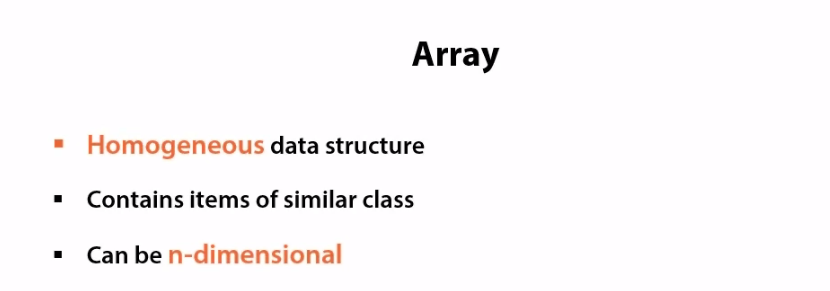 Array
▪ Homogeneous data structure
▪ Contains items of similar class
▪ Can be n-dimensional